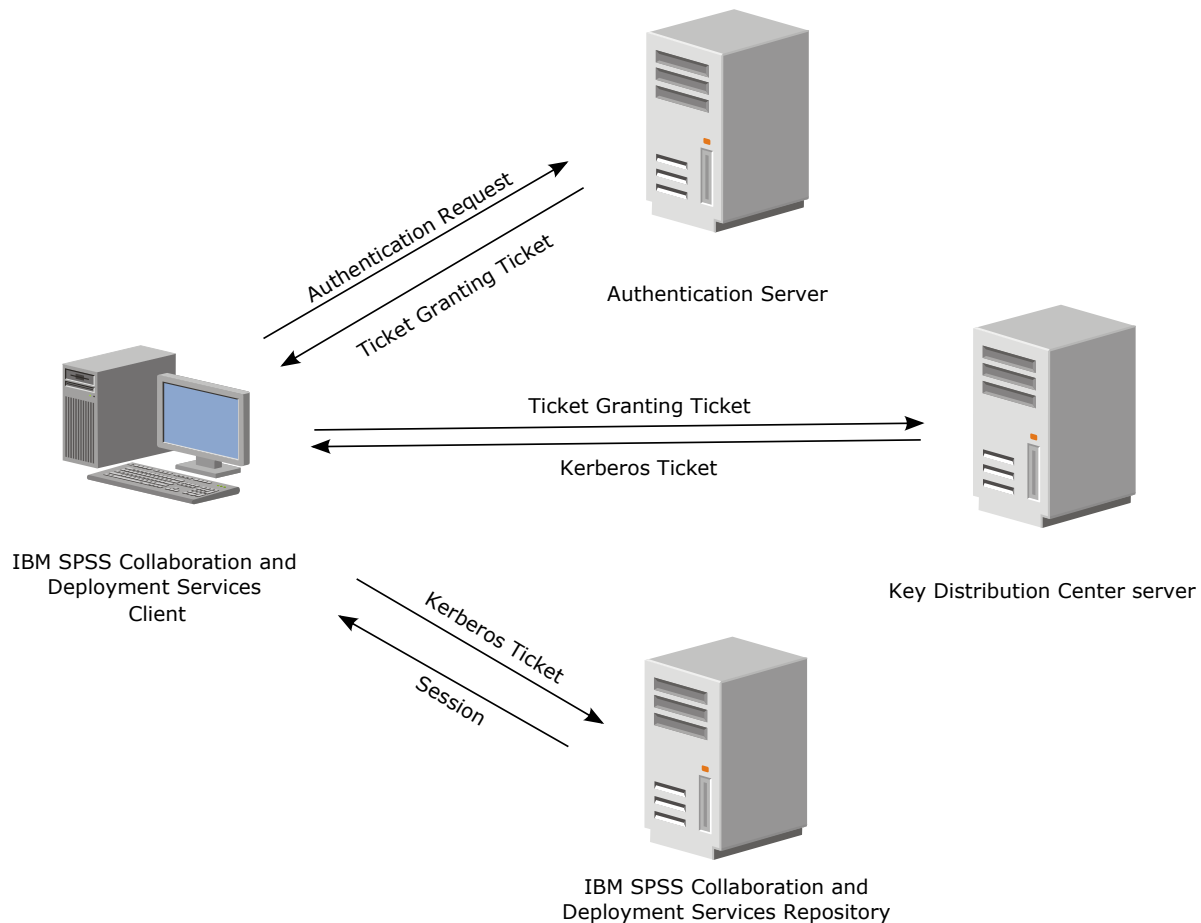 Authentication Request
Ticket Granting Ticket
Authentication Server
Ticket Granting Ticket
Kerberos Ticket
IBM SPSS Collaboration and
Deployment Services
Client
Key Distribution Center server
Kerberos Ticket
Session
IBM SPSS Collaboration and
Deployment Services Repository